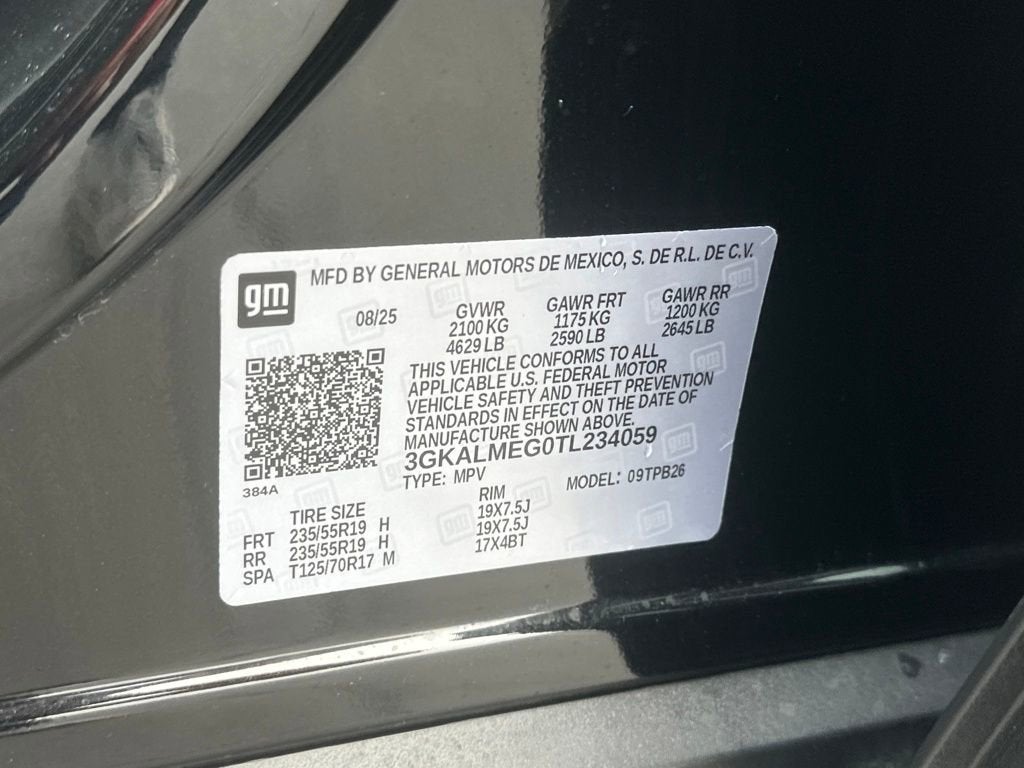 gm
MFD BY GENERAL MOTORS DE MEXICO, S. DE R.L. DE C.V.
08/25
GVWR GAWR FRT GAWR RR
2100 KG 1175 KG 1200 KG
4629 LB 2590 LB 2645 LB
THIS VEHICLE CONFORMS TO ALL
APPLICABLE U.S. FEDERAL MOTOR
VEHICLE SAFETY AND THEFT PREVENTION
STANDARDS IN EFFECT ON THE DATE OF
MANUFACTURE SHOWN ABOVE.
3GKALMEG0TL234059
TYPE: MPV MODEL: 09TPB26
384A
TIRE SIZE RIM
FRT 235/55R19 H 19X7.5J
RR 235/55R19 H 19X7.5J
SPA T125/70R17 M 17X4BT